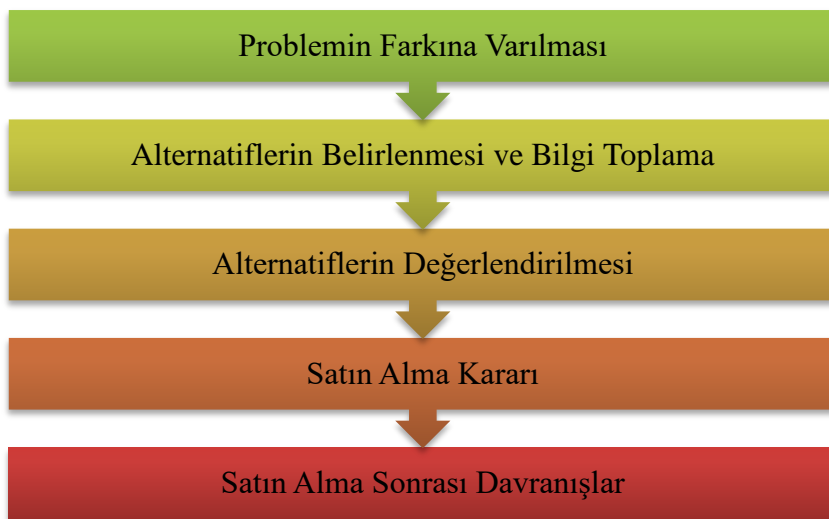 Problemin Farkına Varılması
Alternatiflerin Belirlenmesi ve Bilgi Toplama
Alternatiflerin Değerlendirilmesi
Satın Alma Kararı
Satın Alma Sonrası Davranışlar